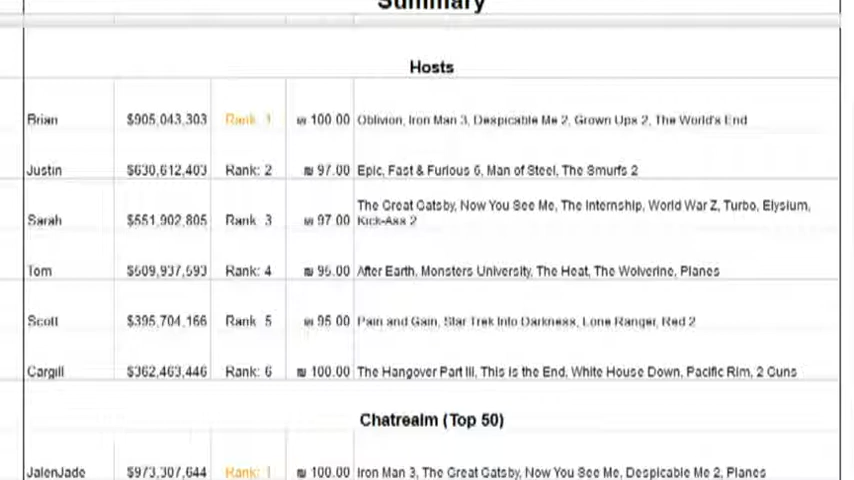 Summary
Hosts
Brian $905,043,303 Rank: 1 ₪ 100.00 Oblivion, Iron Man 3, Despicable Me 2, Grown Ups 2, The World's End
Justin $630,612,403 Rank: 2 ₪ 97.00 Epic, Fast & Furious 6, Man of Steel, The Smurfs 2
The Great Gatsby, Now You See Me, The Internship, World War Z, Turbo, Elysium,
Sarah $551,902,805 Rank: 3 ₪ 97.00 Kick-Ass 2
Tom $509,937,593 Rank: 4 ₪ 95.00 After Earth, Monsters University, The Heat, The Wolverine, Planes
Scott $395,704,166 Rank: 5 ₪ 95.00 Pain and Gain, Star Trek Into Darkness, Lone Ranger, Red 2
Cargill $362,463,446 Rank: 6 ₪ 100.00 The Hangover Part III, This is the End, White House Down, Pacific Rim, 2 Guns
Chatrealm (Top 50)
JalenJade $973,307,644 Rank: 1 ₪ 100.00 Iron Man 3, The Great Gatsby, Now You See Me, Despicable Me 2, Planes